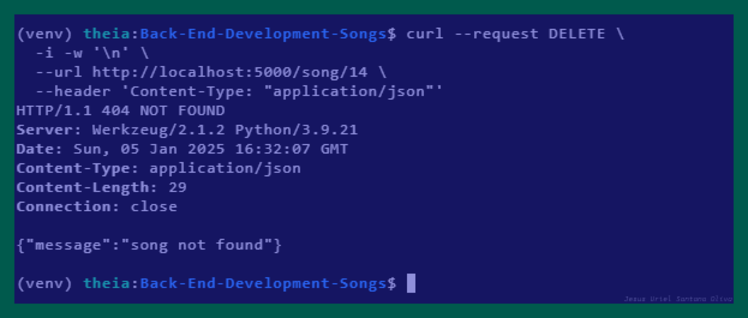 (venv) theia:Back-End-Development-Songs$ curl --request DELETE \
  -i -w '\n' \
  --url http://localhost:5000/song/14 \
  --header 'Content-Type: "application/json"'
HTTP/1.1 404 NOT FOUND
Server: Werkzeug/2.1.2 Python/3.9.21
Date: Sun, 05 Jan 2025 16:32:07 GMT
Content-Type: application/json
Content-Length: 29
Connection: close

{"message":"song not found"}

(venv) theia:Back-End-Development-Songs$
Jesus Uriel Santana Oliva